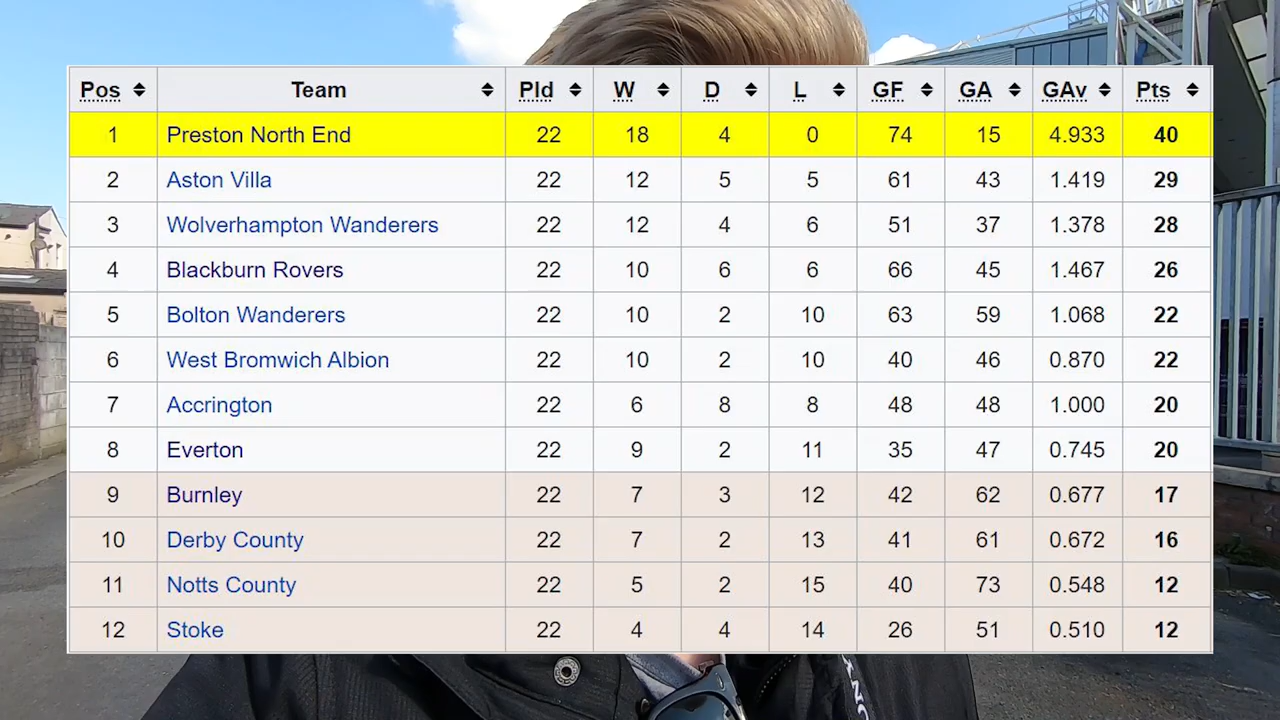 Pos Team Pld W D L GF GA GAv Pts
1 Preston North End 22 18 4 0 74 15 4.933 40
2 Aston Villa 22 12 5 5 61 43 1.419 29
3 Wolverhampton Wanderers 22 12 4 6 51 37 1.378 28
4 Blackburn Rovers 22 10 6 6 66 45 1.467 26
5 Bolton Wanderers 22 10 2 10 63 59 1.068 22
6 West Bromwich Albion 22 10 2 10 40 46 0.870 22
7 Accrington 22 6 8 8 48 48 1.000 20
8 Everton 22 9 2 11 35 47 0.745 20
9 Burnley 22 7 3 12 42 62 0.677 17
10 Derby County 22 7 2 13 41 61 0.672 16
11 Notts County 22 5 2 15 40 73 0.548 12
12 Stoke 22 4 4 14 26 51 0.510 12